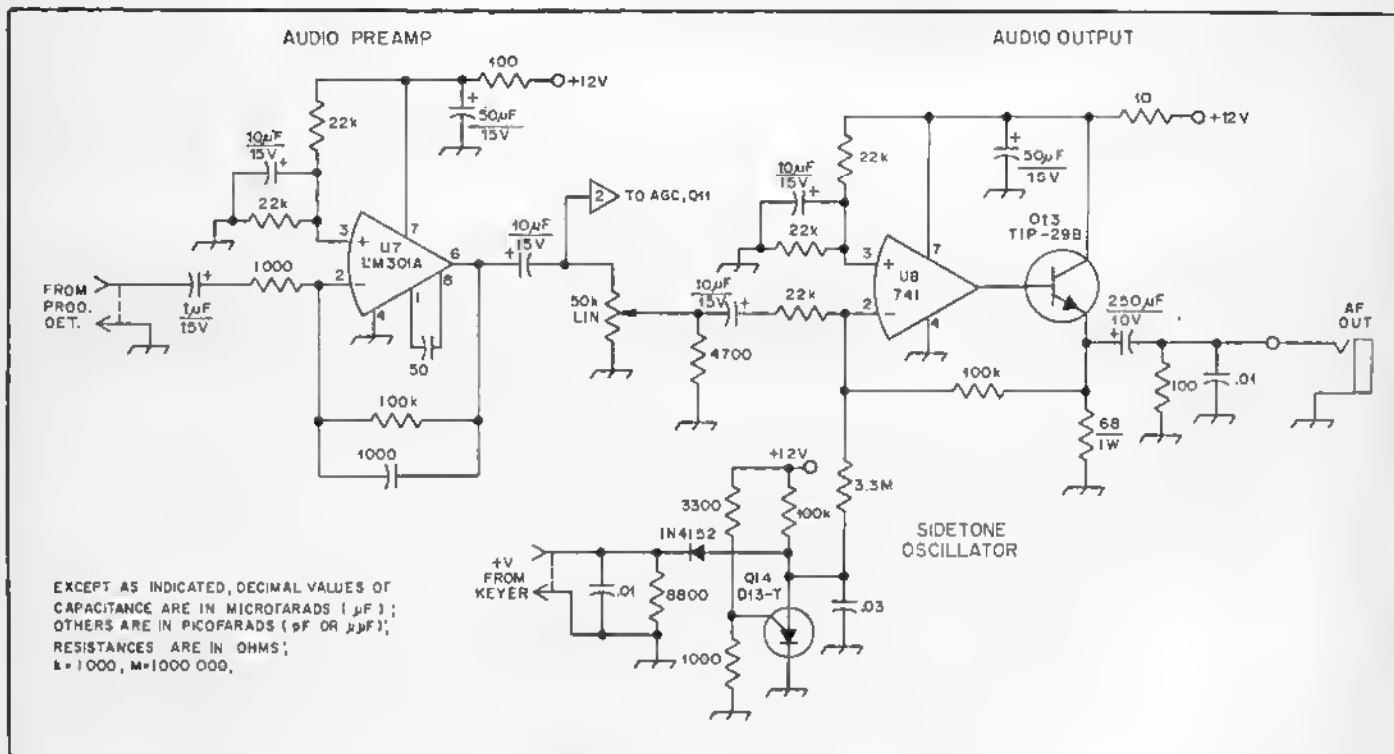 AUDIO PREAMP
AUDIO OUTPUT
100
+12V
+
50µF
15V
22k
10µF
15V
+
22k
3
+
7
U7
LM301A
6
8
2
−
1
4
50
1000
FROM
PROD.
DET.
+
1µF
15V
100k
1000
10µF
15V
+
2
TO AGC, Q11
50k
LIN
10µF
15V
+
4700
22k
10
+12V
+
50µF
15V
22k
10µF
15V
+
22k
3
+
7
U8
741
2
−
4
Q13
TIP-29B
250µF
10V
+
AF
OUT
100k
100
.01
68
1W
3.3M
+12V
3300
100k
1N4152
+V
FROM
KEYER
.01
8800
Q14
D13-T
.03
1000
SIDETONE
OSCILLATOR
EXCEPT AS INDICATED, DECIMAL VALUES OF
CAPACITANCE ARE IN MICROFARADS ( µF ) ;
OTHERS ARE IN PICOFARADS ( pF OR µµF);
RESISTANCES ARE IN OHMS;
k=1000, M=1000 000,